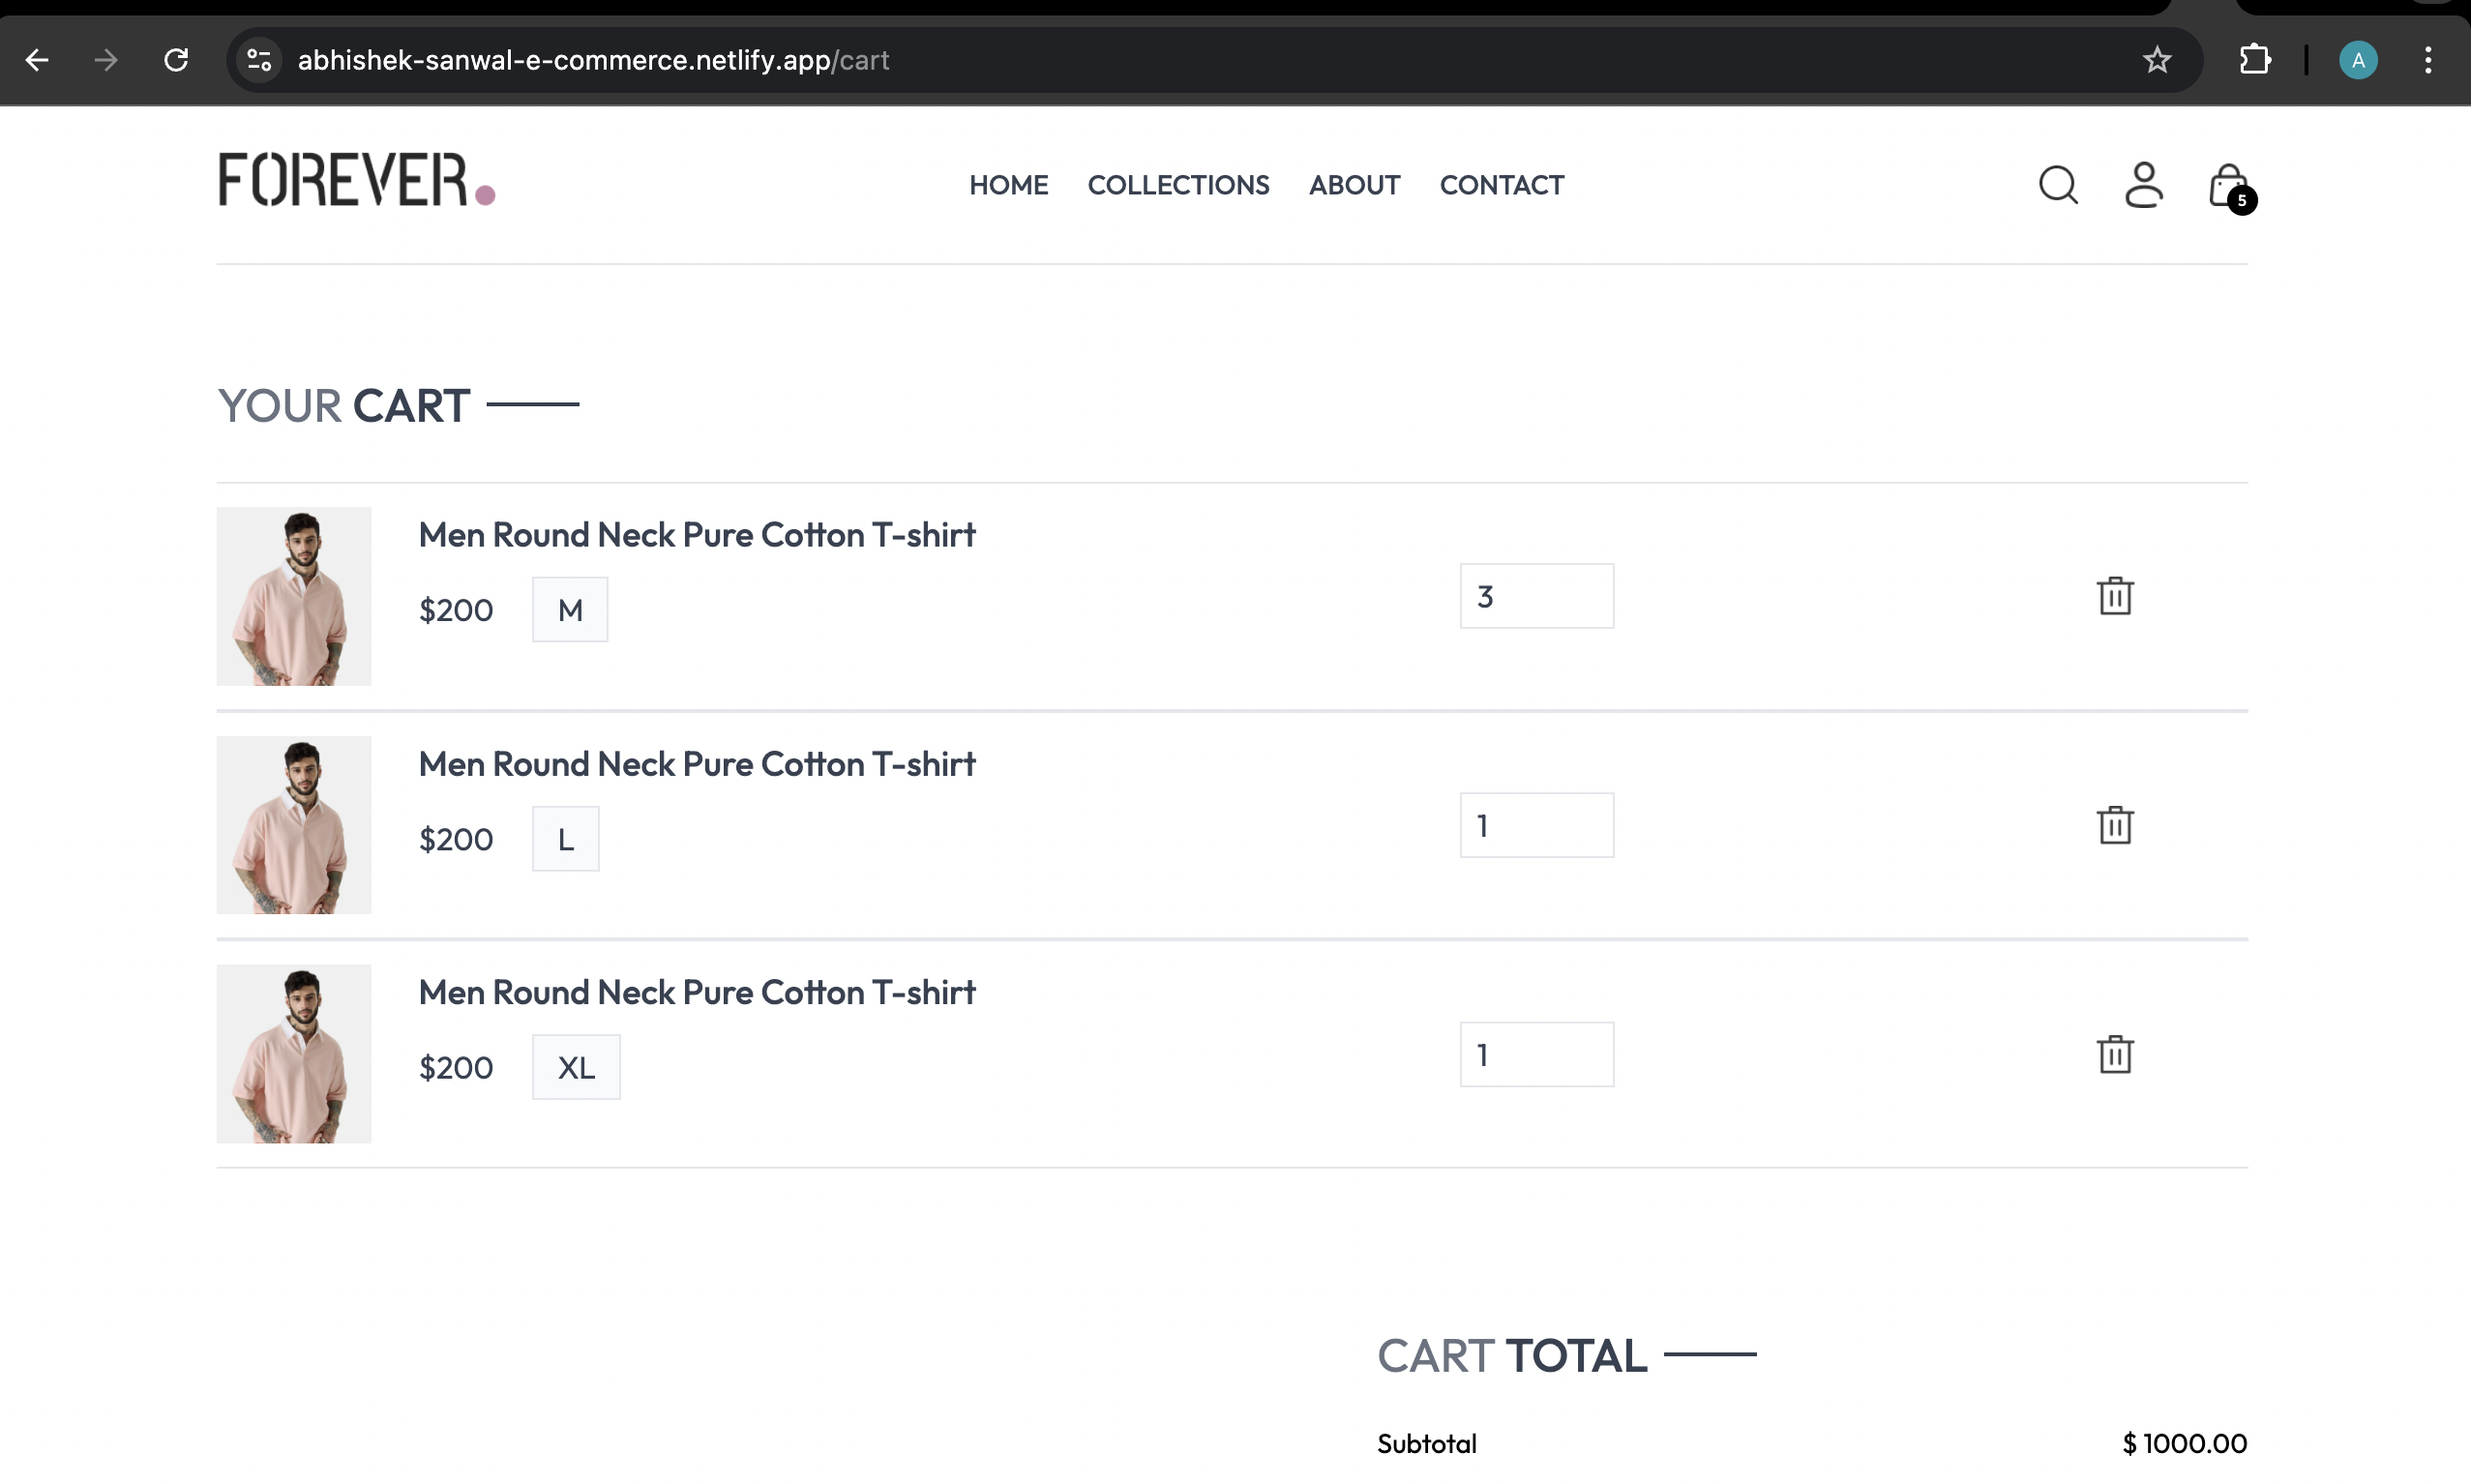 abhishek-sanwal-e-commerce.netlify.app/cart
A
FOREVER.
HOME COLLECTIONS ABOUT CONTACT
5
YOUR CART
Men Round Neck Pure Cotton T-shirt
$200 M
3
Men Round Neck Pure Cotton T-shirt
$200 L
1
Men Round Neck Pure Cotton T-shirt
$200 XL
1
CART TOTAL
Subtotal $ 1000.00